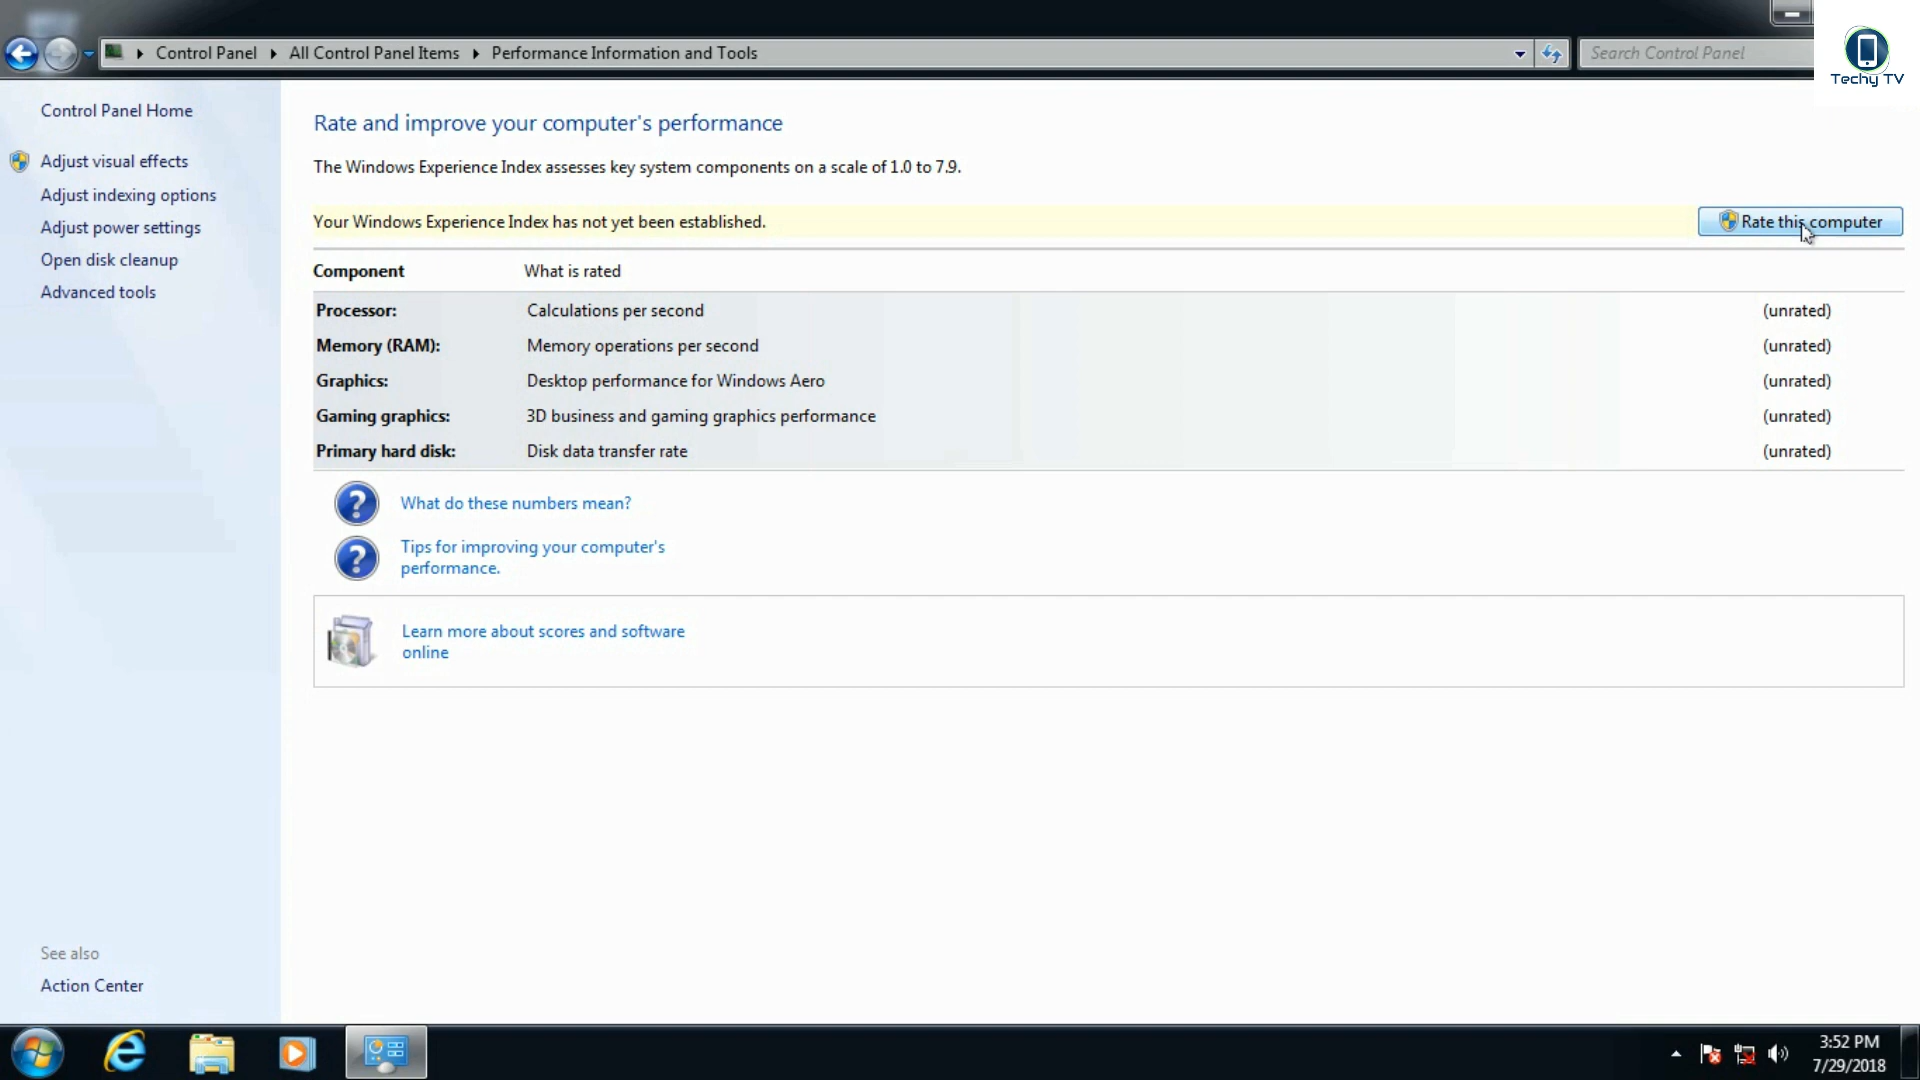 Control Panel
All Control Panel Items
Performance Information and Tools
Search Control Panel
Techy TV
Control Panel Home
Adjust visual effects
Adjust indexing options
Adjust power settings
Open disk cleanup
Advanced tools
Rate and improve your computer's performance
The Windows Experience Index assesses key system components on a scale of 1.0 to 7.9.
Your Windows Experience Index has not yet been established.
Rate this computer
Component What is rated
Processor: Calculations per second (unrated)
Memory (RAM): Memory operations per second (unrated)
Graphics: Desktop performance for Windows Aero (unrated)
Gaming graphics: 3D business and gaming graphics performance (unrated)
Primary hard disk: Disk data transfer rate (unrated)
What do these numbers mean?
Tips for improving your computer's
performance.
Learn more about scores and software
online
See also
Action Center
3:52 PM
7/29/2018